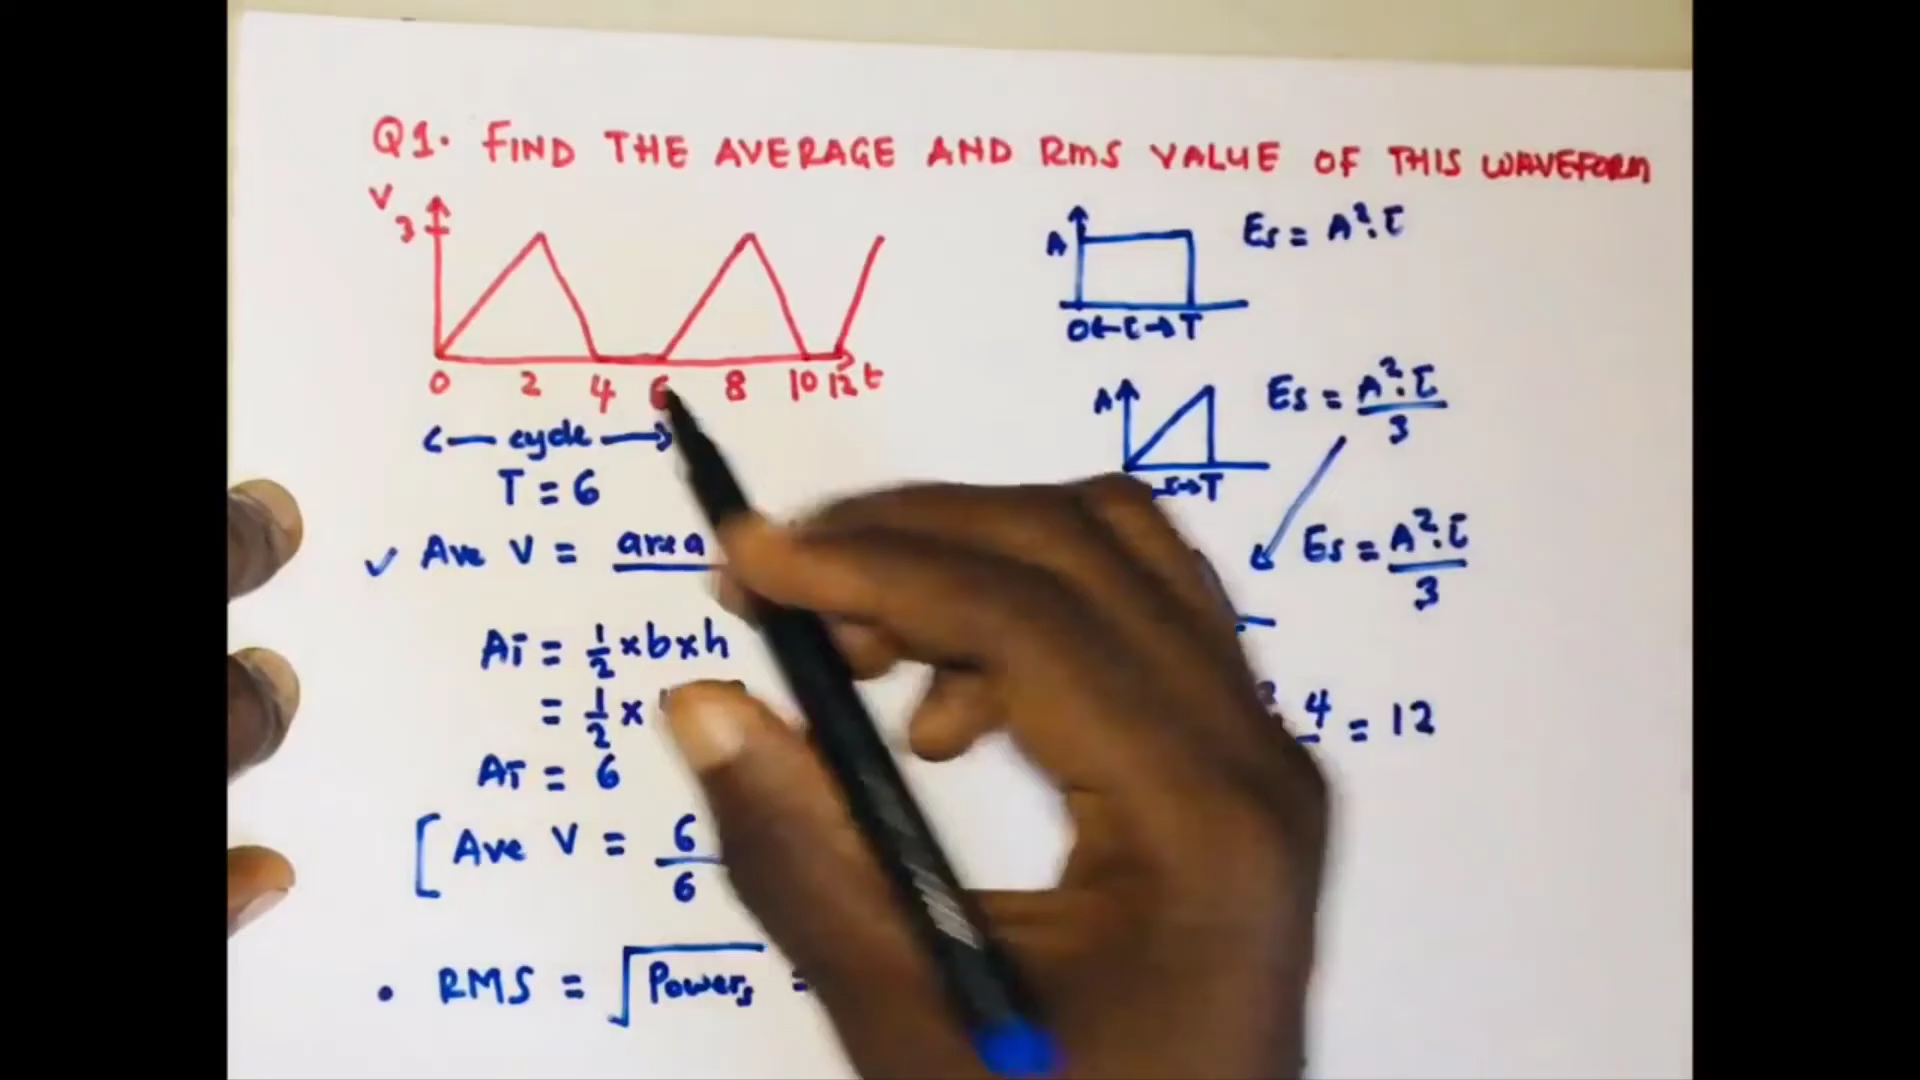 Q1. FIND THE AVERAGE AND RMS VALUE OF THIS WAVEFORM
V
3
0 2 4 6 8 10 12 t
cycle
T = 6
✓ Ave V = area
AT = 1/2 × b × h
= 1/2 ×
AT = 6
[ Ave V = 6/6
• RMS = √Powers =
A
Es = A². τ
0 ← τ → T
A
Es = A². τ / 3
τ → T
Es = A². τ / 3
4 = 12